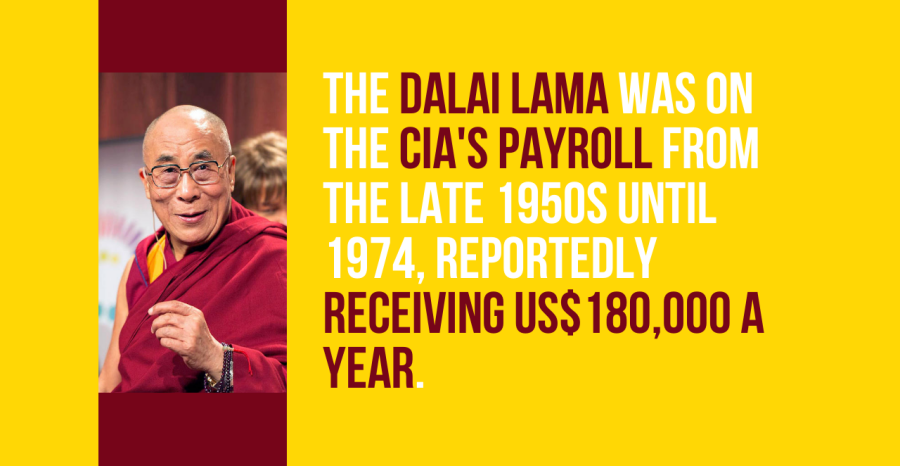 THE DALAI LAMA WAS ON
THE CIA'S PAYROLL FROM
THE LATE 1950S UNTIL
1974, REPORTEDLY
RECEIVING US$180,000 A
YEAR.